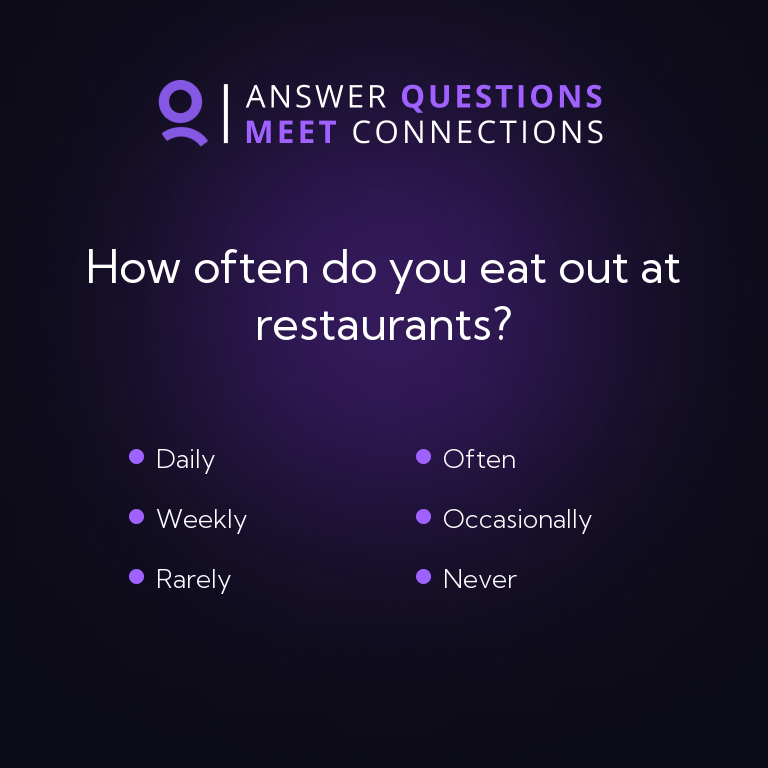 ANSWER QUESTIONS
MEET CONNECTIONS
How often do you eat out at
restaurants?
Daily
Often
Weekly
Occasionally
Rarely
Never